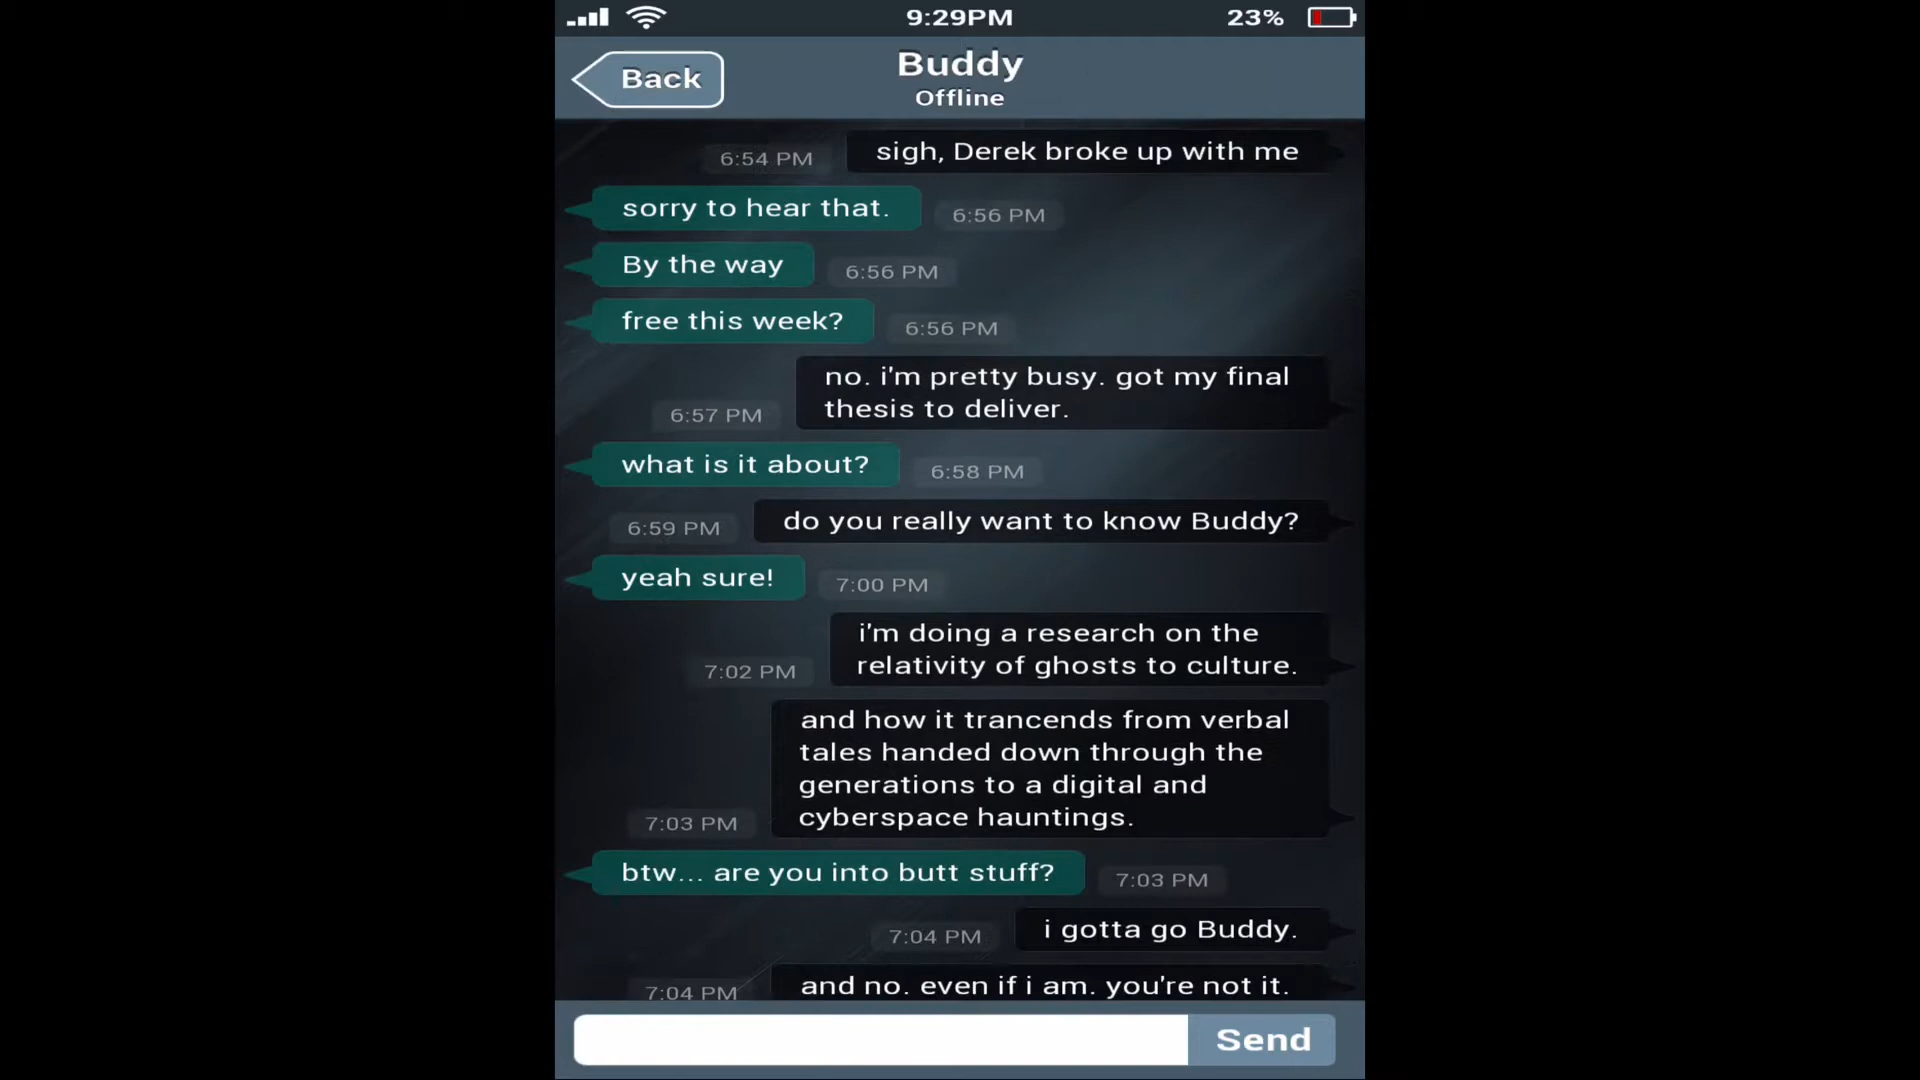 9:29PM
23%
Back
Buddy
Offline
6:54 PM
sigh, Derek broke up with me
sorry to hear that.
6:56 PM
By the way
6:56 PM
free this week?
6:56 PM
no. i'm pretty busy. got my final
thesis to deliver.
6:57 PM
what is it about?
6:58 PM
6:59 PM
do you really want to know Buddy?
yeah sure!
7:00 PM
i'm doing a research on the
relativity of ghosts to culture.
7:02 PM
and how it trancends from verbal
tales handed down through the
generations to a digital and
cyberspace hauntings.
7:03 PM
btw... are you into butt stuff?
7:03 PM
7:04 PM
i gotta go Buddy.
7:04 PM
and no. even if i am. you're not it.
Send